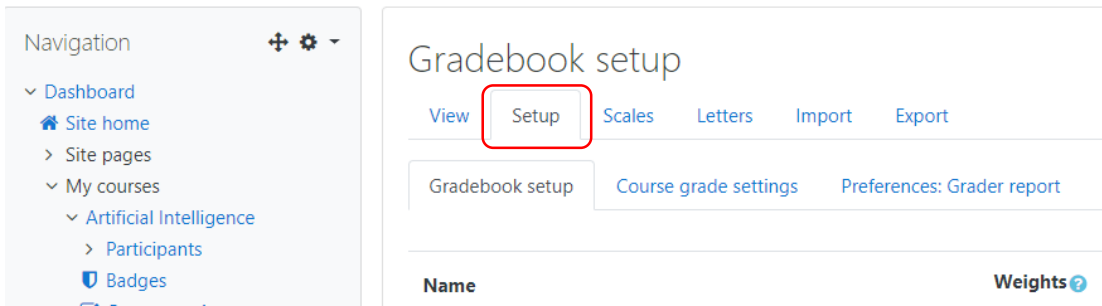 Navigation
Dashboard
Site home
Site pages
My courses
Artificial Intelligence
Participants
Badges
Gradebook setup
View Setup Scales Letters Import Export
Gradebook setup Course grade settings Preferences: Grader report
Name Weights